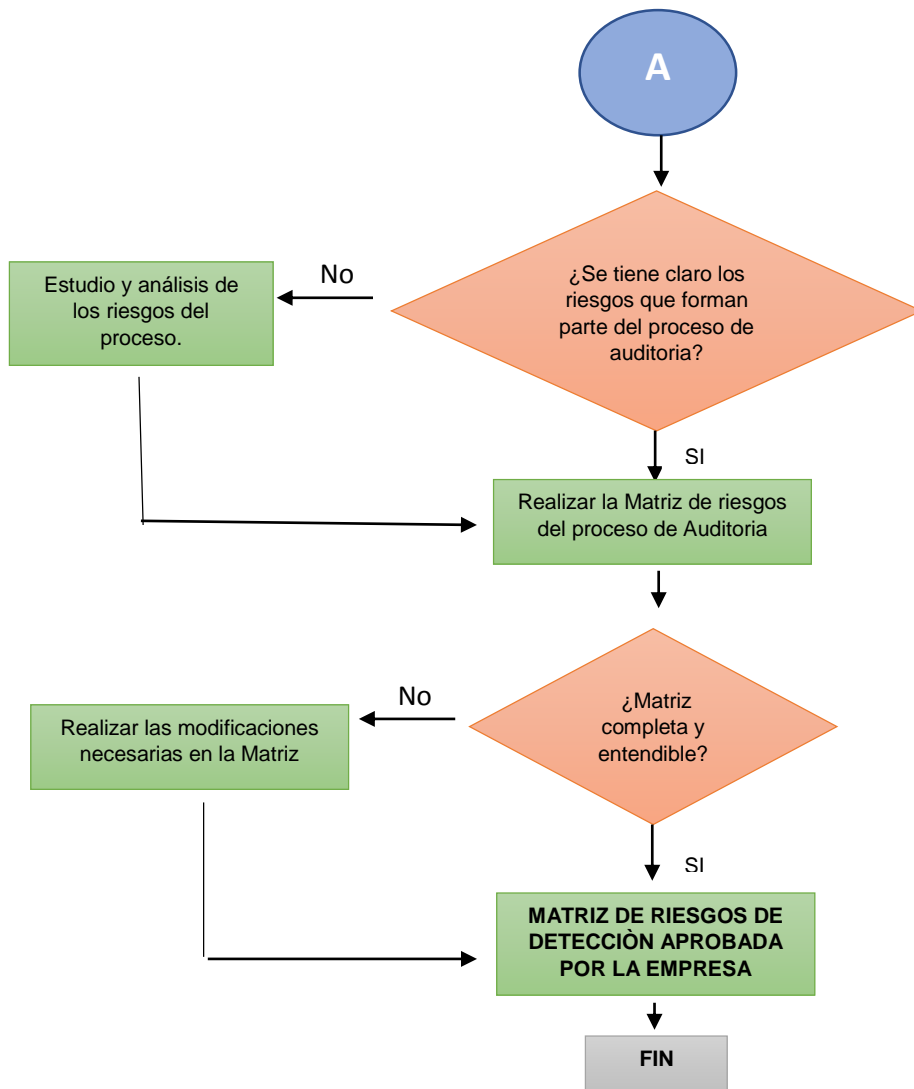 A
¿Se tiene claro los
riesgos que forman
parte del proceso de
auditoria?
No
Estudio y análisis de
los riesgos del
proceso.
SI
Realizar la Matriz de riesgos
del proceso de Auditoria
¿Matriz
completa y
entendible?
No
Realizar las modificaciones
necesarias en la Matriz
SI
MATRIZ DE RIESGOS DE
DETECCIÒN APROBADA
POR LA EMPRESA
FIN